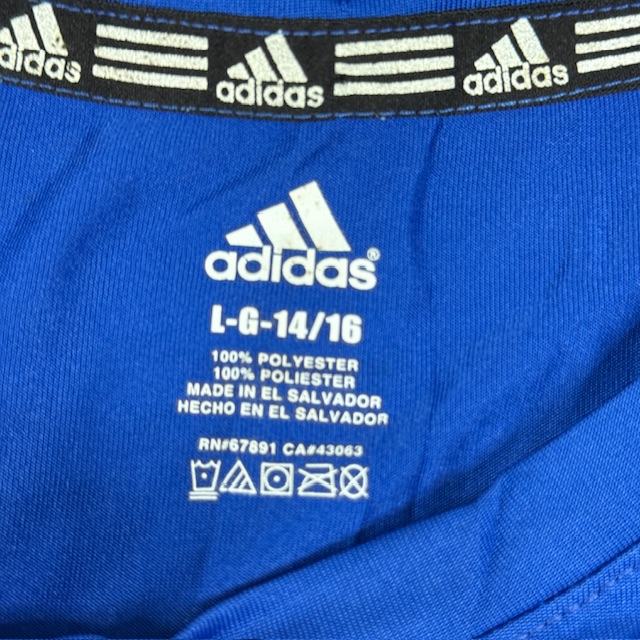 adidas adidas adidas
adidas®
L-G-14/16
100% POLYESTER
100% POLIESTER
MADE IN EL SALVADOR
HECHO EN EL SALVADOR
RN#67891 CA#43063